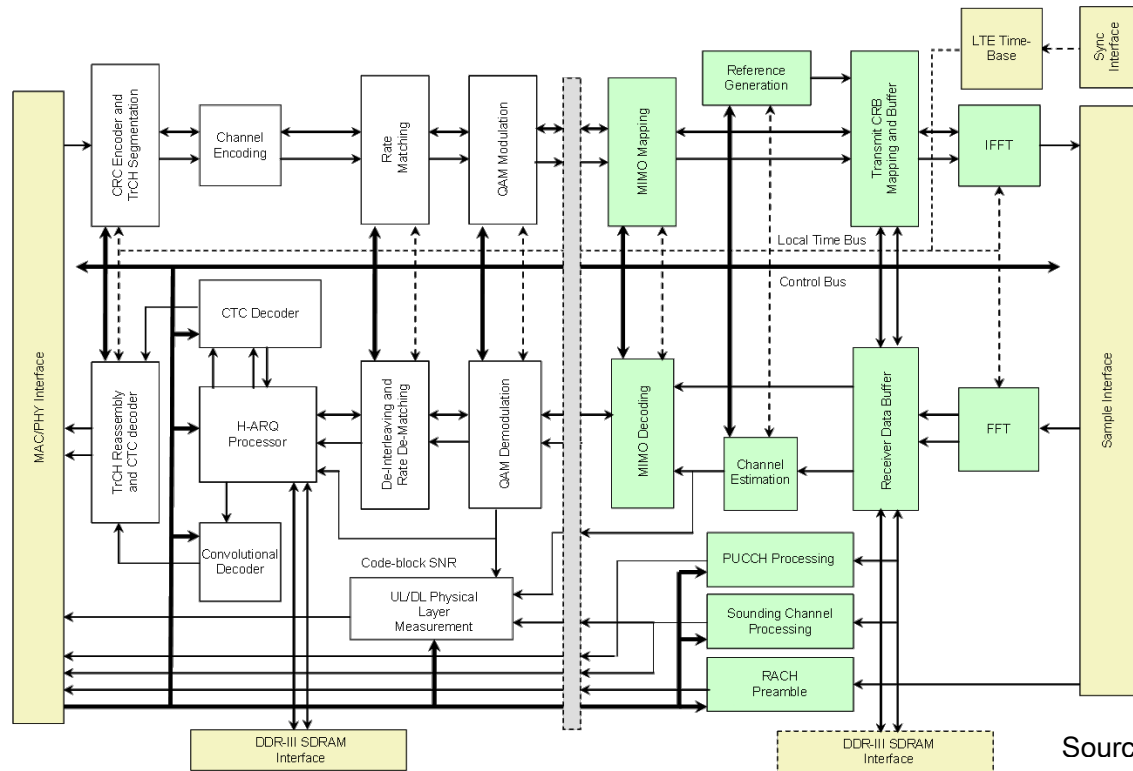 LTE Time-
Base
Sync
Interface
Reference
Generation
CRC Encoder and
TrCH Segmentation
Channel
Encoding
Rate
Matching
QAM Modulation
MIMO Mapping
Transmit CRB
Mapping and Buffer
IFFT
Local Time Bus
Control Bus
MAC/PHY Interface
CTC Decoder
TrCH Reassembly
and CTC decoder
H-ARQ
Processor
De-Interleaving and
Rate De-Matching
QAM Demodulation
MIMO Decoding
Channel
Estimation
Receiver Data Buffer
FFT
Sample Interface
Convolutional
Decoder
Code-block SNR
UL/DL Physical
Layer
Measurement
PUCCH Processing
Sounding Channel
Processing
RACH
Preamble
DDR-III SDRAM
Interface
DDR-III SDRAM
Interface
Sourc